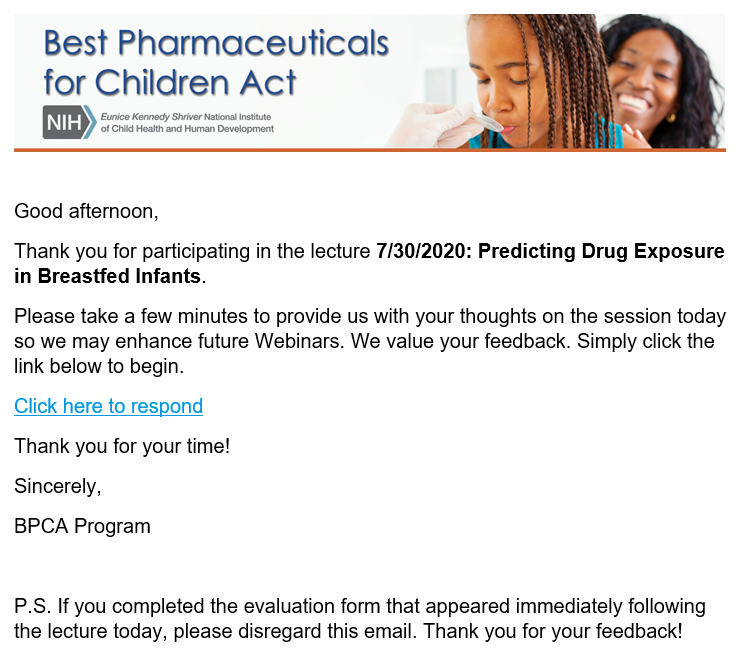 Best Pharmaceuticals
for Children Act
NIH
Eunice Kennedy Shriver National Institute
of Child Health and Human Development
Good afternoon,
Thank you for participating in the lecture 7/30/2020: Predicting Drug Exposure
in Breastfed Infants.
Please take a few minutes to provide us with your thoughts on the session today
so we may enhance future Webinars. We value your feedback. Simply click the
link below to begin.
Click here to respond
Thank you for your time!
Sincerely,
BPCA Program
P.S. If you completed the evaluation form that appeared immediately following
the lecture today, please disregard this email. Thank you for your feedback!